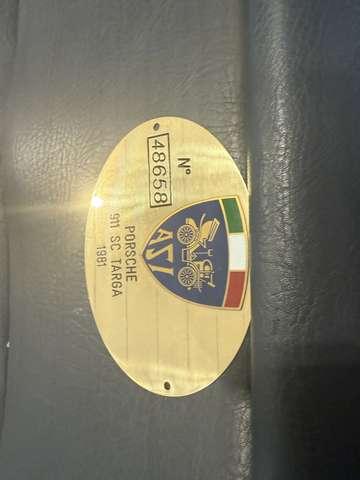 ASI
N° 48658
PORSCHE
911 SC TARGA
1981